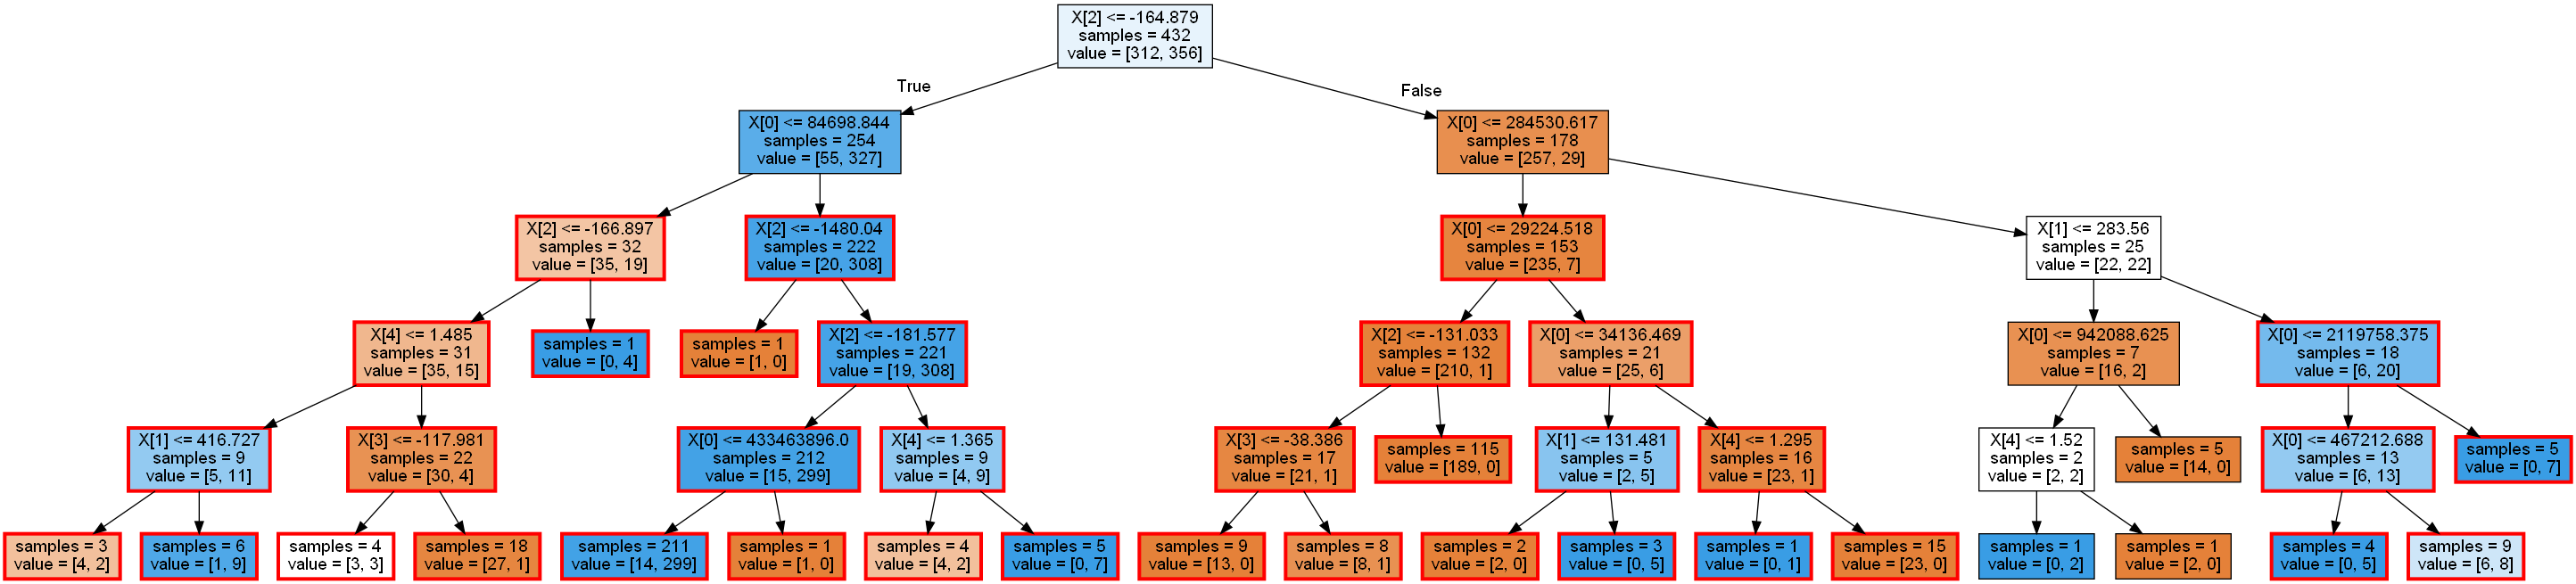 X[2] <= -164.879
samples = 432
value = [312, 356]
True
False
X[0] <= 84698.844
samples = 254
value = [55, 327]
X[0] <= 284530.617
samples = 178
value = [257, 29]
X[2] <= -166.897
samples = 32
value = [35, 19]
X[2] <= -1480.04
samples = 222
value = [20, 308]
X[0] <= 29224.518
samples = 153
value = [235, 7]
X[1] <= 283.56
samples = 25
value = [22, 22]
X[4] <= 1.485
samples = 31
value = [35, 15]
samples = 1
value = [0, 4]
samples = 1
value = [1, 0]
X[2] <= -181.577
samples = 221
value = [19, 308]
X[2] <= -131.033
samples = 132
value = [210, 1]
X[0] <= 34136.469
samples = 21
value = [25, 6]
X[0] <= 942088.625
samples = 7
value = [16, 2]
X[0] <= 2119758.375
samples = 18
value = [6, 20]
X[1] <= 416.727
samples = 9
value = [5, 11]
X[3] <= -117.981
samples = 22
value = [30, 4]
X[0] <= 433463896.0
samples = 212
value = [15, 299]
X[4] <= 1.365
samples = 9
value = [4, 9]
X[3] <= -38.386
samples = 17
value = [21, 1]
samples = 115
value = [189, 0]
X[1] <= 131.481
samples = 5
value = [2, 5]
X[4] <= 1.295
samples = 16
value = [23, 1]
X[4] <= 1.52
samples = 2
value = [2, 2]
samples = 5
value = [14, 0]
X[0] <= 467212.688
samples = 13
value = [6, 13]
samples = 5
value = [0, 7]
samples = 3
value = [4, 2]
samples = 6
value = [1, 9]
samples = 4
value = [3, 3]
samples = 18
value = [27, 1]
samples = 211
value = [14, 299]
samples = 1
value = [1, 0]
samples = 4
value = [4, 2]
samples = 5
value = [0, 7]
samples = 9
value = [13, 0]
samples = 8
value = [8, 1]
samples = 2
value = [2, 0]
samples = 3
value = [0, 5]
samples = 1
value = [0, 1]
samples = 15
value = [23, 0]
samples = 1
value = [0, 2]
samples = 1
value = [2, 0]
samples = 4
value = [0, 5]
samples = 9
value = [6, 8]